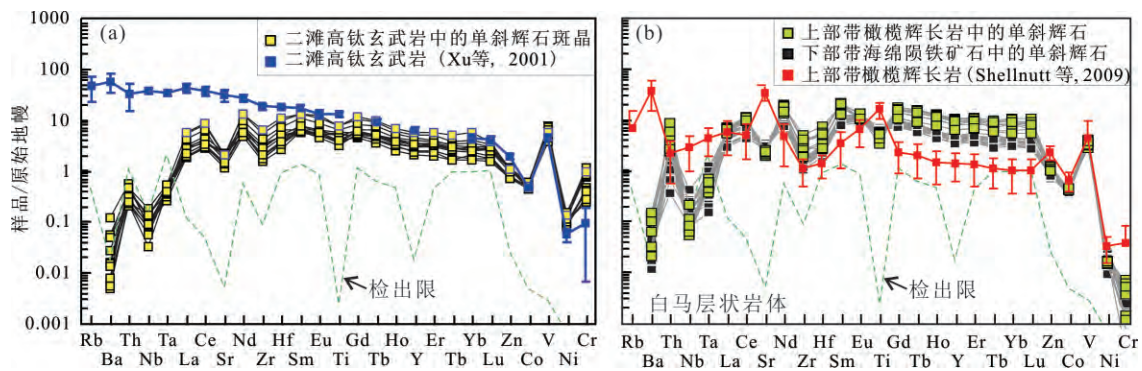 样品/原始地幔
1000
100
10
1
0.1
0.01
0.001
(a)
二滩高钛玄武岩中的单斜辉石斑晶
二滩高钛玄武岩（Xu等, 2001）
检出限
Rb Th Ta Ce Nd Hf Eu Gd Ho Er Yb Zn V Cr
Ba Nb La Sr Zr Sm Ti Tb Y Tb Lu Co Ni
(b)
上部带橄榄辉长岩中的单斜辉石
下部带海绵陨铁矿石中的单斜辉石
上部带橄榄辉长岩(Shellnutt 等, 2009)
检出限
白马层状岩体
Rb Th Ta Ce Nd Hf Eu Gd Ho Er Yb Zn V Cr
Ba Nb La Sr Zr Sm Ti Tb Y Tb Lu Co Ni